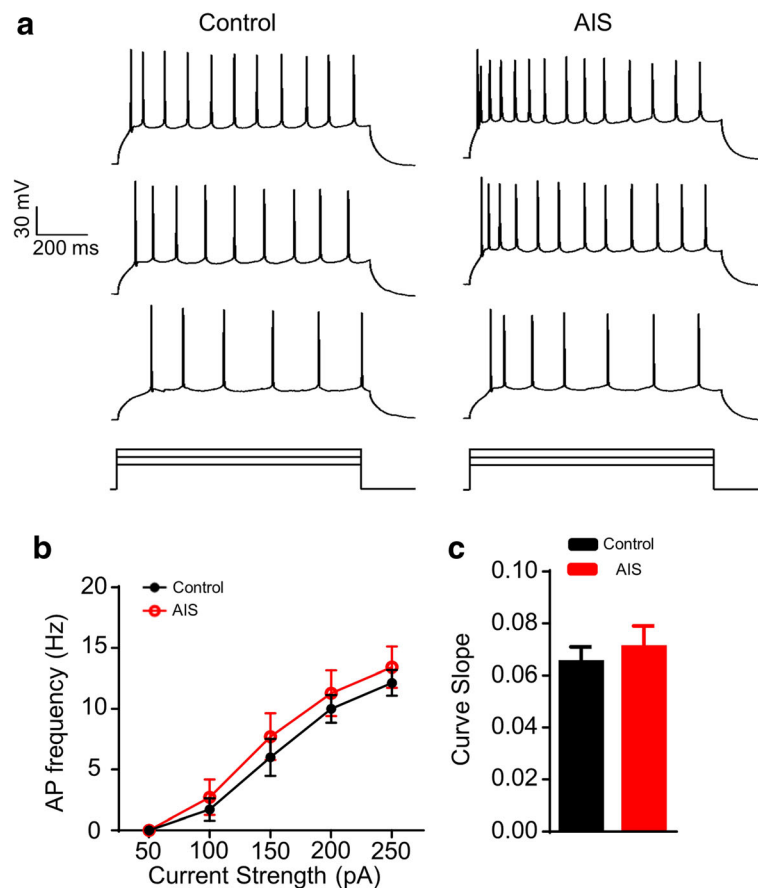 a
Control
AIS
30 mV
200 ms
b
Control
AIS
AP frequency (Hz)
20
15
10
5
0
50 100 150 200 250
Current Strength (pA)
c
Control
AIS
Curve Slope
0.10
0.08
0.06
0.04
0.02
0.00